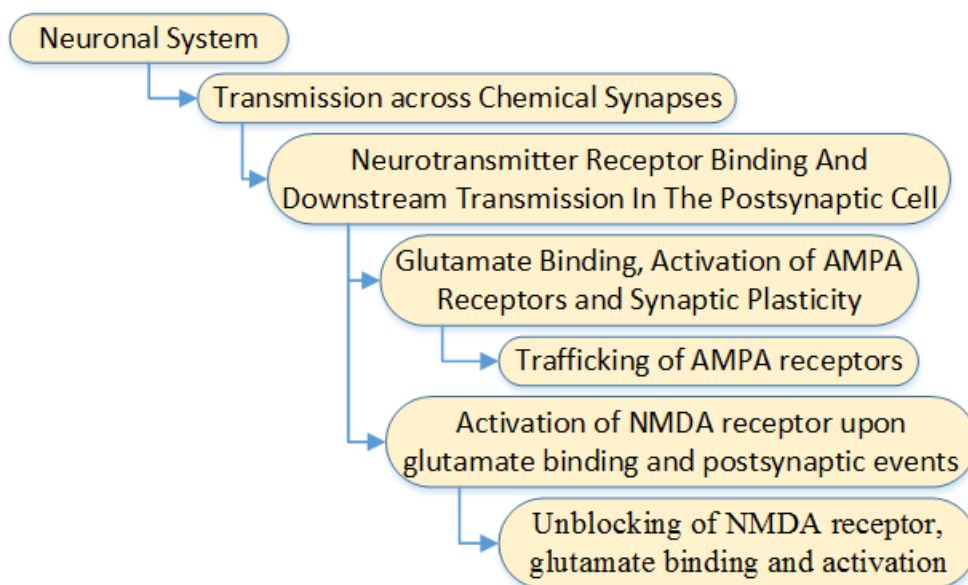 Neuronal System
Transmission across Chemical Synapses
Neurotransmitter Receptor Binding And
Downstream Transmission In The Postsynaptic Cell
Glutamate Binding, Activation of AMPA
Receptors and Synaptic Plasticity
Trafficking of AMPA receptors
Activation of NMDA receptor upon
glutamate binding and postsynaptic events
Unblocking of NMDA receptor,
glutamate binding and activation